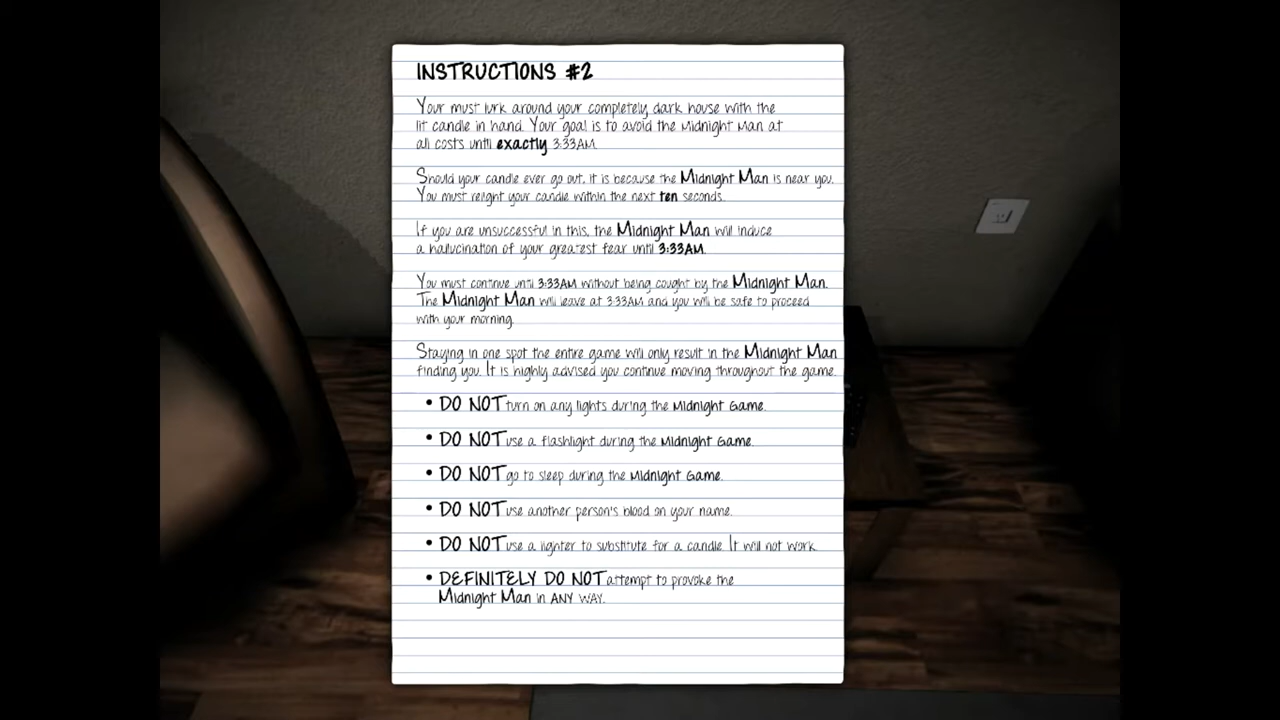 INSTRUCTIONS #2
Your must lurk around your completely dark house with the
lit candle in hand. Your goal is to avoid the Midnight Man at
all costs until exactly 3:33AM.
Should your candle ever go out, it is because the Midnight Man is near you.
You must relight your candle within the next ten seconds.
If you are unsuccessful in this, the Midnight Man will induce
a hallucination of your greatest fear until 3:33AM.
You must continue until 3:33AM without being caught by the Midnight Man.
The Midnight Man will leave at 3:33AM and you will be safe to proceed
with your morning.
Staying in one spot the entire game will only result in the Midnight Man
finding you. It is highly advised you continue moving throughout the game.
• DO NOT turn on any lights during the Midnight Game.
• DO NOT use a flashlight during the Midnight Game.
• DO NOT go to sleep during the Midnight Game.
• DO NOT use another person's blood on your name.
• DO NOT use a lighter to substitute for a candle. It will not work.
• DEFINITELY DO NOT attempt to provoke the
Midnight Man in ANY WAY.